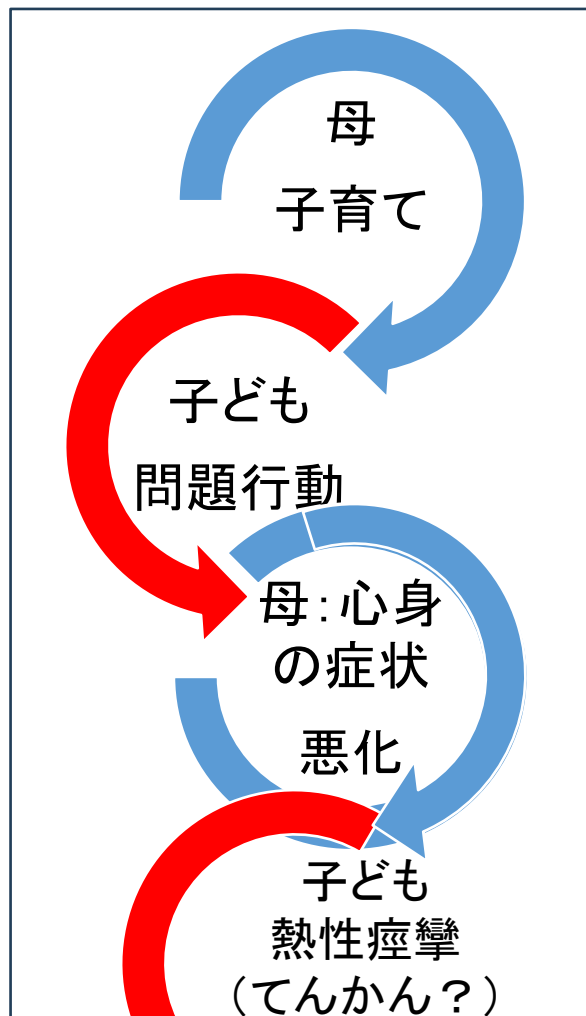 母
子育て
子ども
問題行動
母：心身
の症状
悪化
子ども
熱性痙攣
（てんかん？）